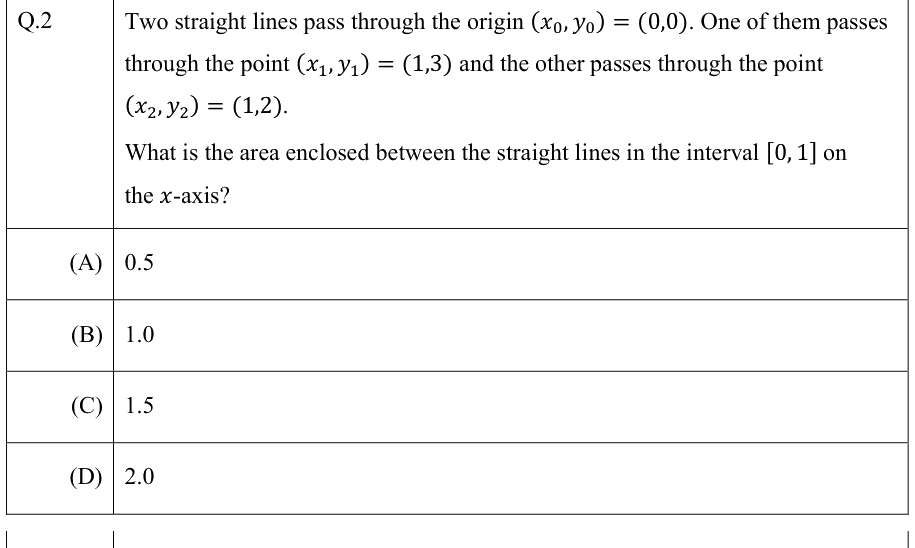 Q.2 Two straight lines pass through the origin (x₀, y₀) = (0,0). One of them passes
through the point (x₁, y₁) = (1,3) and the other passes through the point
(x₂, y₂) = (1,2).
What is the area enclosed between the straight lines in the interval [0, 1] on
the x-axis?
(A) 0.5
(B) 1.0
(C) 1.5
(D) 2.0